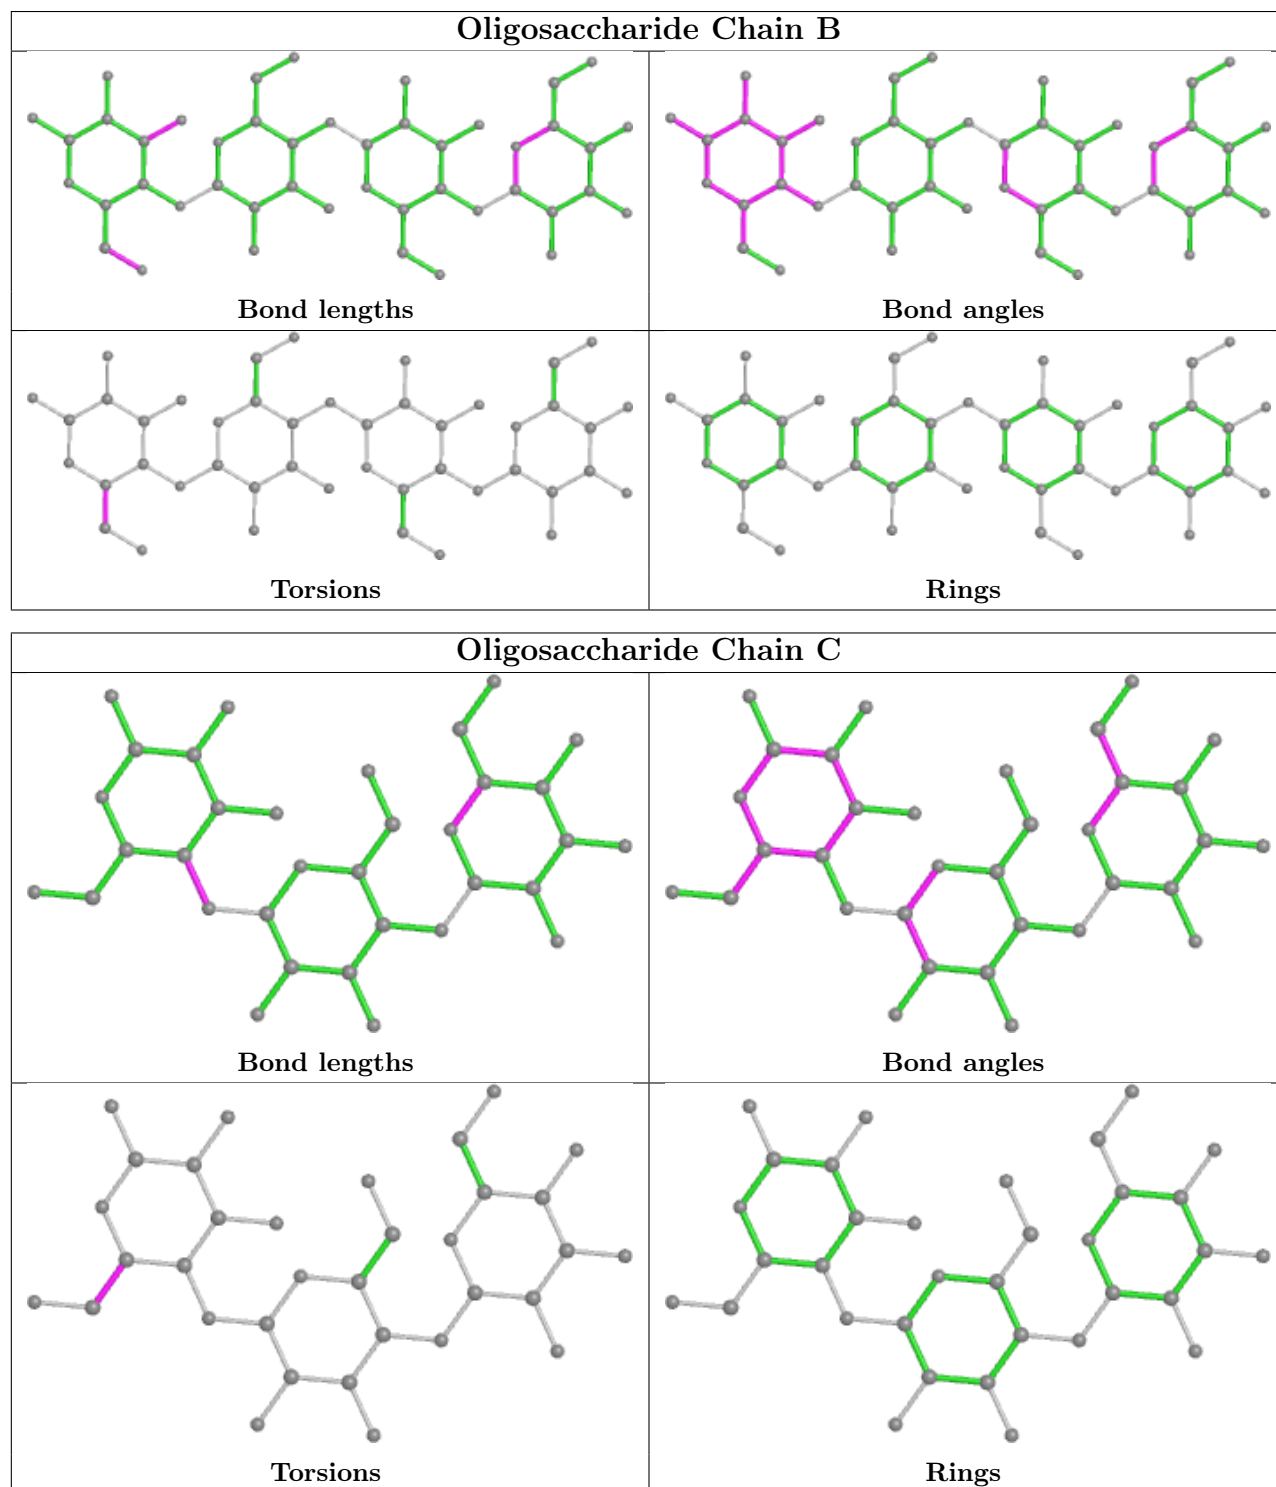 Oligosaccharide Chain B
Bond lengths
Bond angles
Torsions
Rings
Oligosaccharide Chain C
Bond lengths
Bond angles
Torsions
Rings